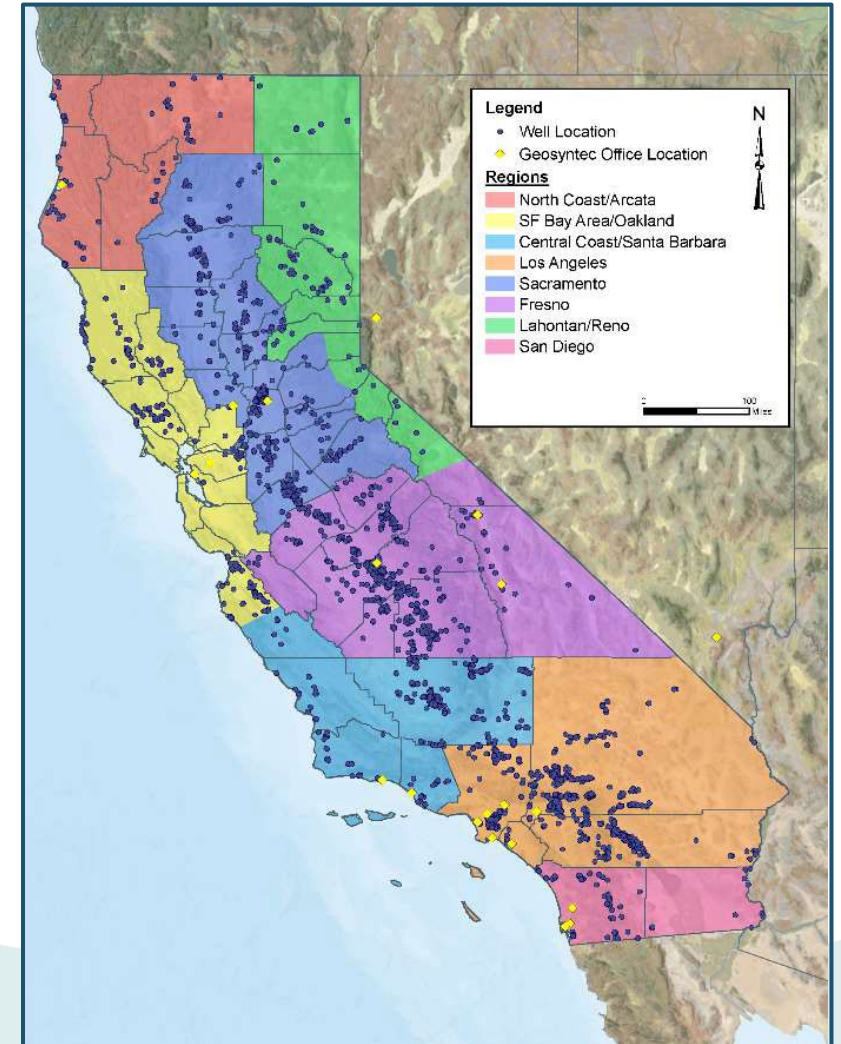 Legend
N
Well Location
Geosyntec Office Location
Regions
North Coast/Arcata
SF Bay Area/Oakland
Central Coast/Santa Barbara
Los Angeles
Sacramento
Fresno
Lahontan/Reno
San Diego
0 100
Miles